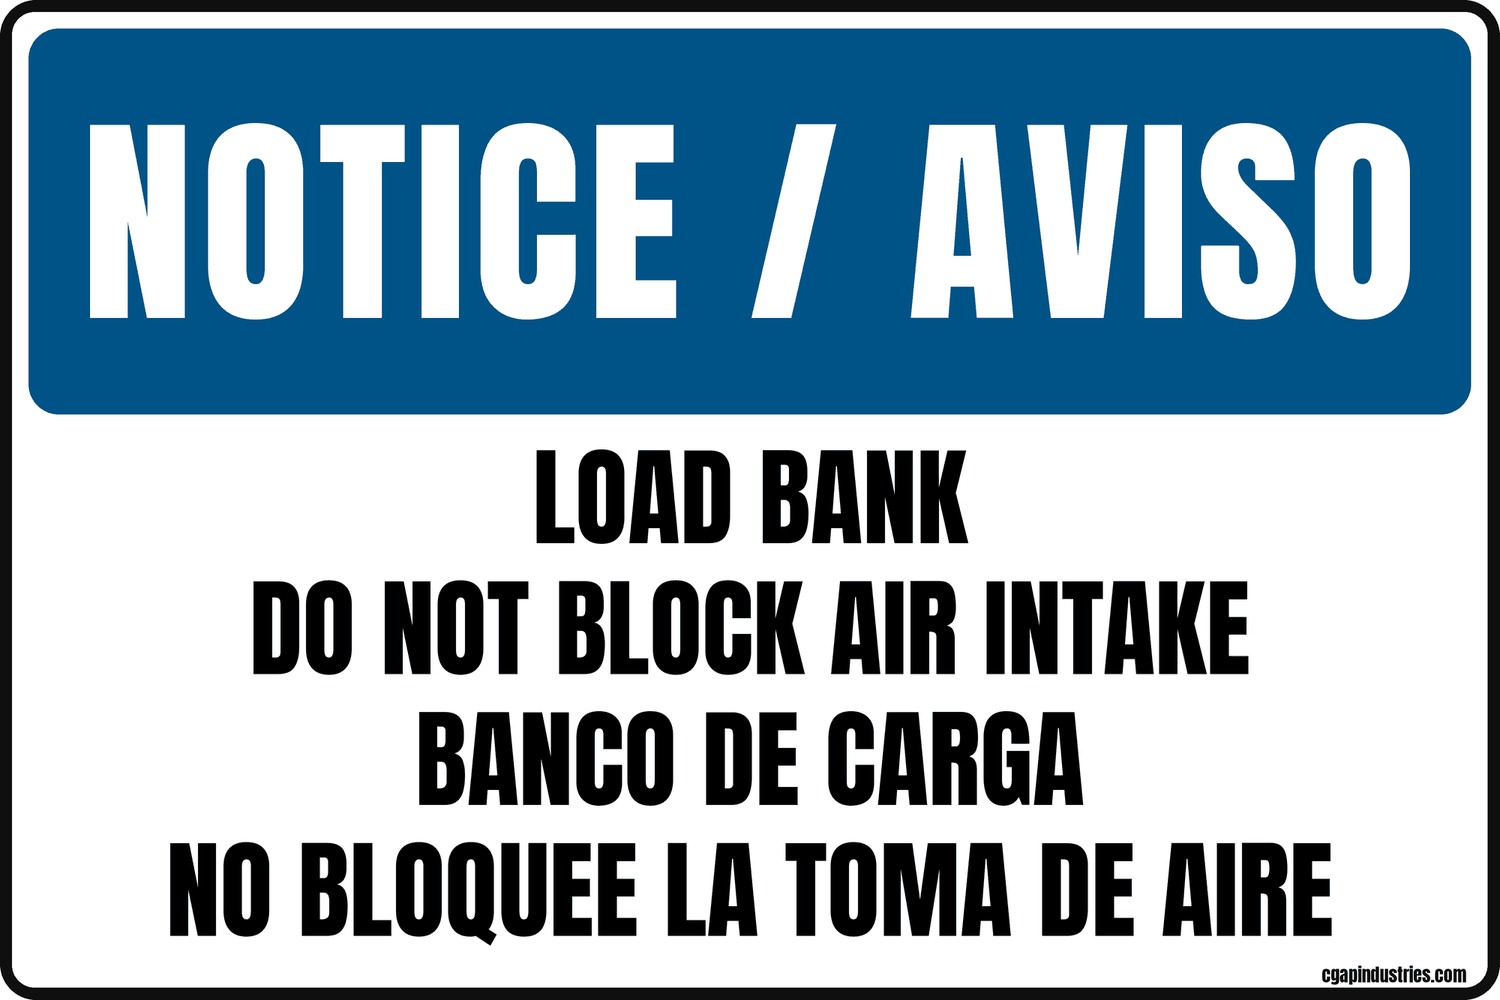 NOTICE / AVISO
LOAD BANK
DO NOT BLOCK AIR INTAKE
BANCO DE CARGA
NO BLOQUEE LA TOMA DE AIRE
cgapindustries.com